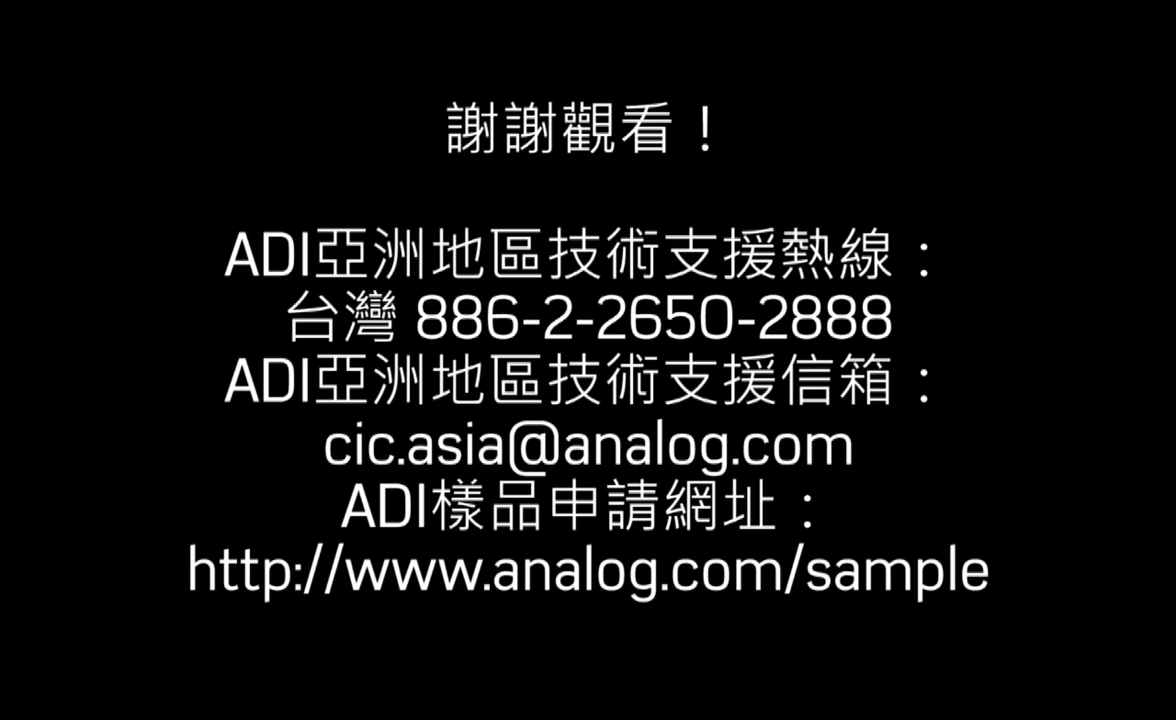 謝謝觀看！
ADI亞洲地區技術支援熱線：
台灣 886-2-2650-2888
ADI亞洲地區技術支援信箱：
cic.asia@analog.com
ADI樣品申請網址：
http://www.analog.com/sample